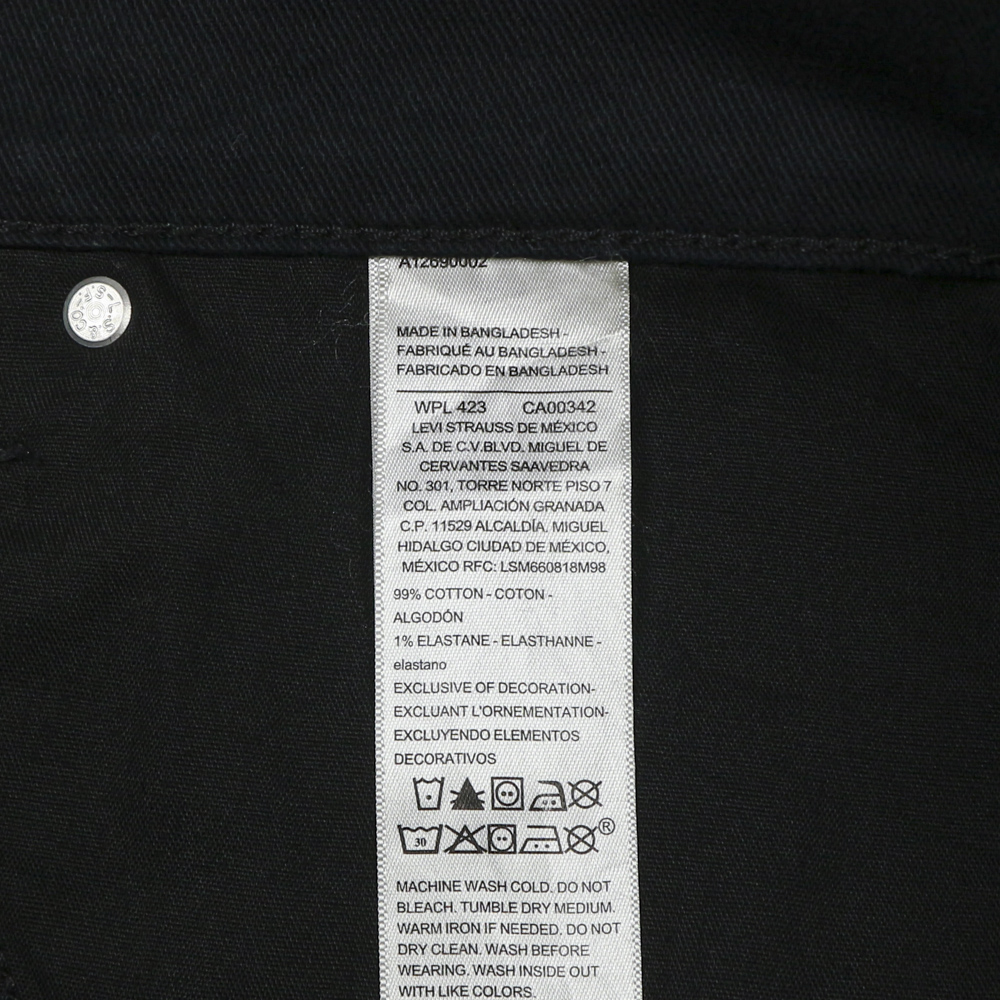 A12690002
MADE IN BANGLADESH -
FABRIQUÉ AU BANGLADESH -
FABRICADO EN BANGLADESH
WPL 423 CA00342
LEVI STRAUSS DE MÉXICO
S.A. DE C.V.BLVD. MIGUEL DE
CERVANTES SAAVEDRA
NO. 301, TORRE NORTE PISO 7
COL. AMPLIACIÓN GRANADA
C.P. 11529 ALCALDÍA. MIGUEL
HIDALGO CIUDAD DE MÉXICO,
MÉXICO RFC: LSM660818M98
99% COTTON - COTON -
ALGODÓN
1% ELASTANE - ELASTHANNE -
elastano
EXCLUSIVE OF DECORATION-
EXCLUANT L'ORNEMENTATION-
EXCLUYENDO ELEMENTOS
DECORATIVOS
30 ®
MACHINE WASH COLD. DO NOT
BLEACH. TUMBLE DRY MEDIUM.
WARM IRON IF NEEDED. DO NOT
DRY CLEAN. WASH BEFORE
WEARING. WASH INSIDE OUT
WITH LIKE COLORS.